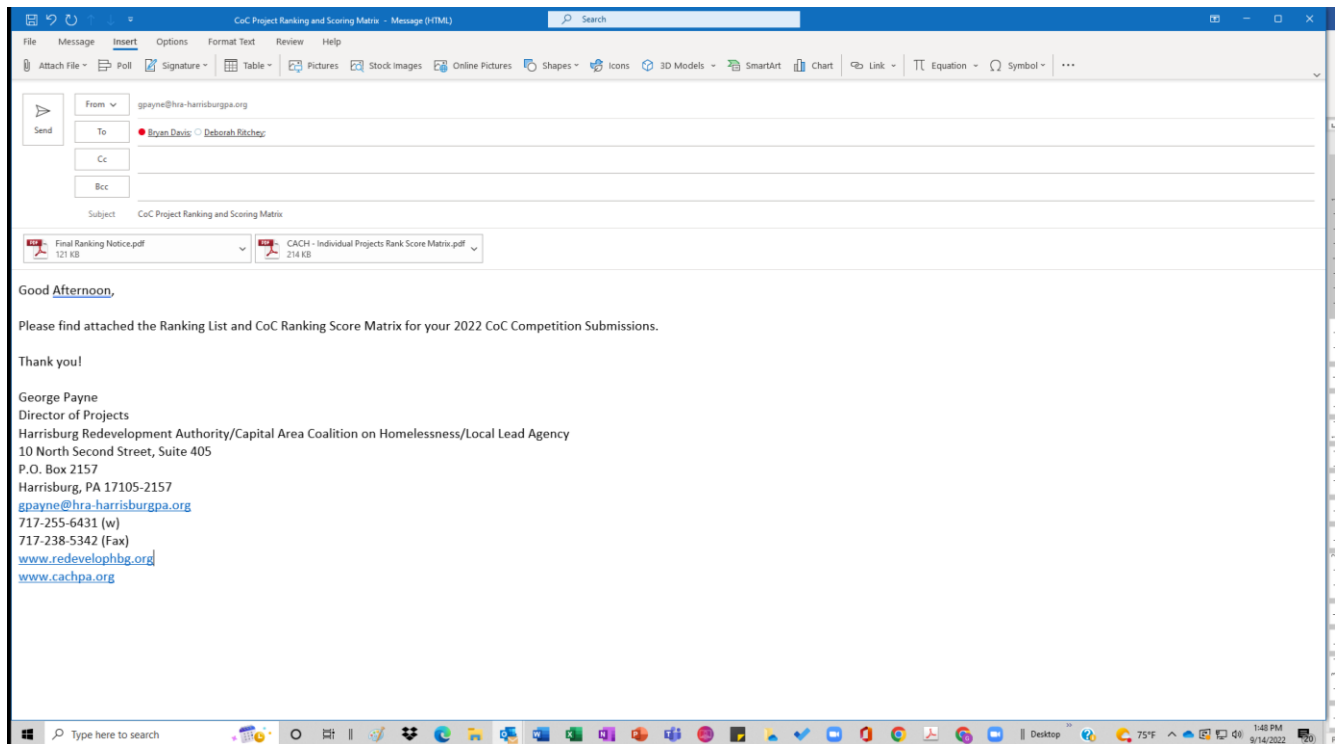 CoC Project Ranking and Scoring Matrix - Message (HTML)
Search
File Message Insert Options Format Text Review Help
Attach File Poll Signature Table Pictures Stock Images Online Pictures Shapes Icons 3D Models SmartArt Chart Link Equation Symbol
Send
From gpayne@hra-harrisburgpa.org
To Bryan Davis; Deborah Ritchey;
Cc
Bcc
Subject CoC Project Ranking and Scoring Matrix
Final Ranking Notice.pdf
121 KB
CACH - Individual Projects Rank Score Matrix.pdf
214 KB
Good Afternoon,
Please find attached the Ranking List and CoC Ranking Score Matrix for your 2022 CoC Competition Submissions.
Thank you!
George Payne
Director of Projects
Harrisburg Redevelopment Authority/Capital Area Coalition on Homelessness/Local Lead Agency
10 North Second Street, Suite 405
P.O. Box 2157
Harrisburg, PA 17105-2157
gpayne@hra-harrisburgpa.org
717-255-6431 (w)
717-238-5342 (Fax)
www.redevelophbg.org
www.cachpa.org
Type here to search
Desktop
75°F
1:48 PM
9/14/2022